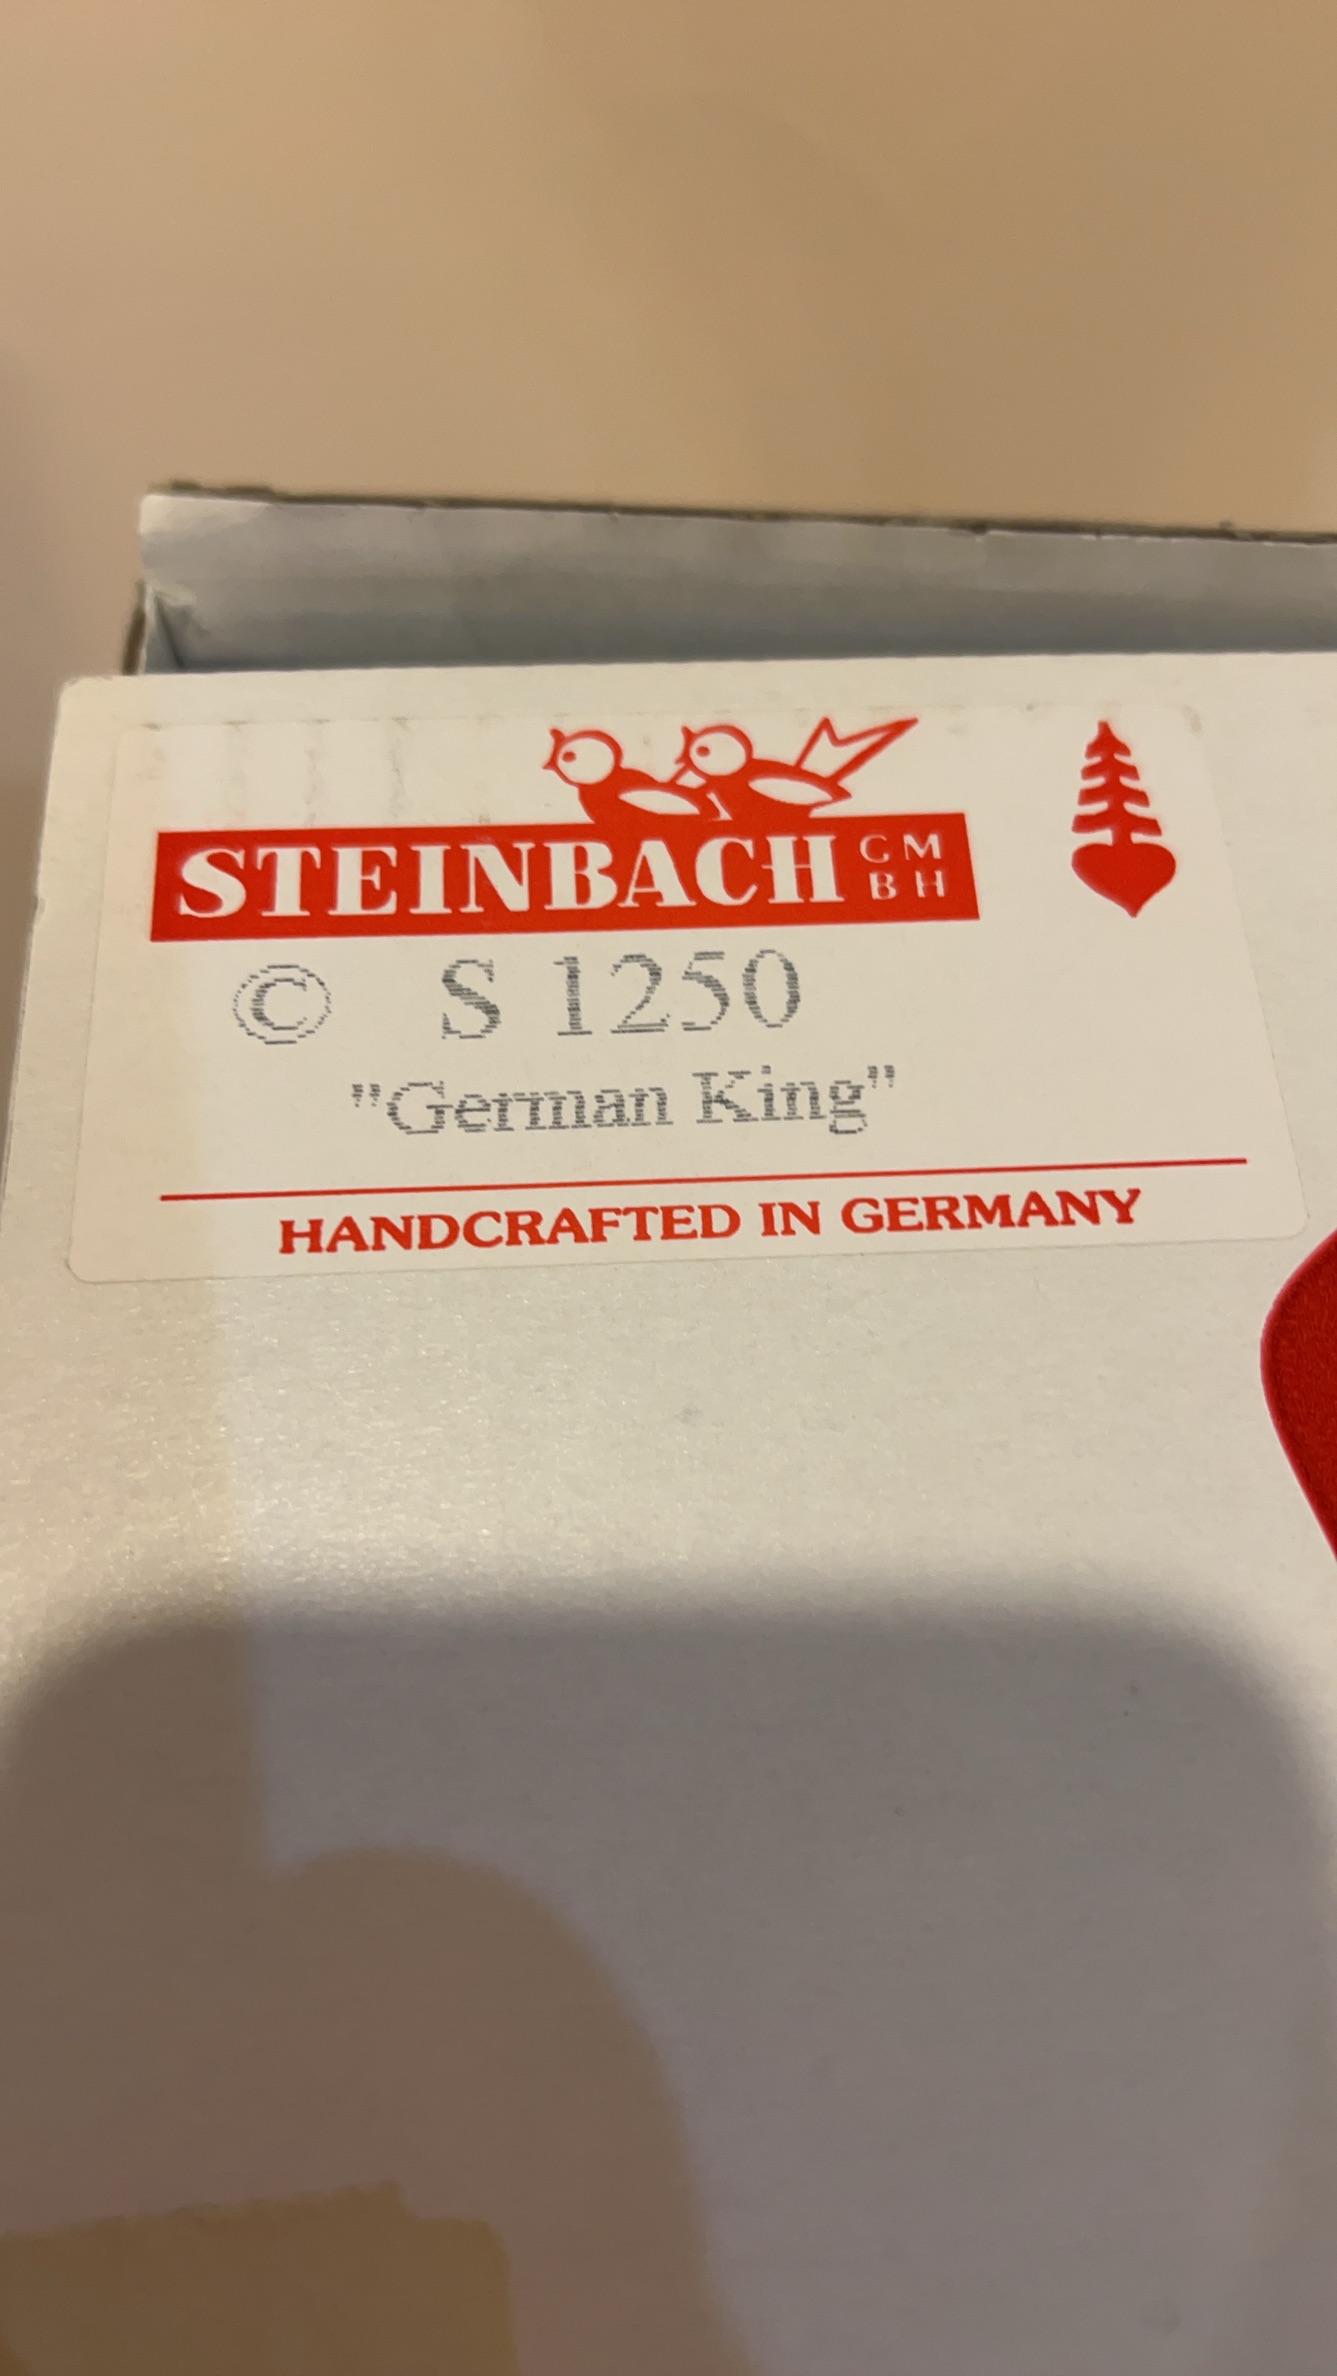 STEINBACH GMBH
© S 1250
"German King"
HANDCRAFTED IN GERMANY